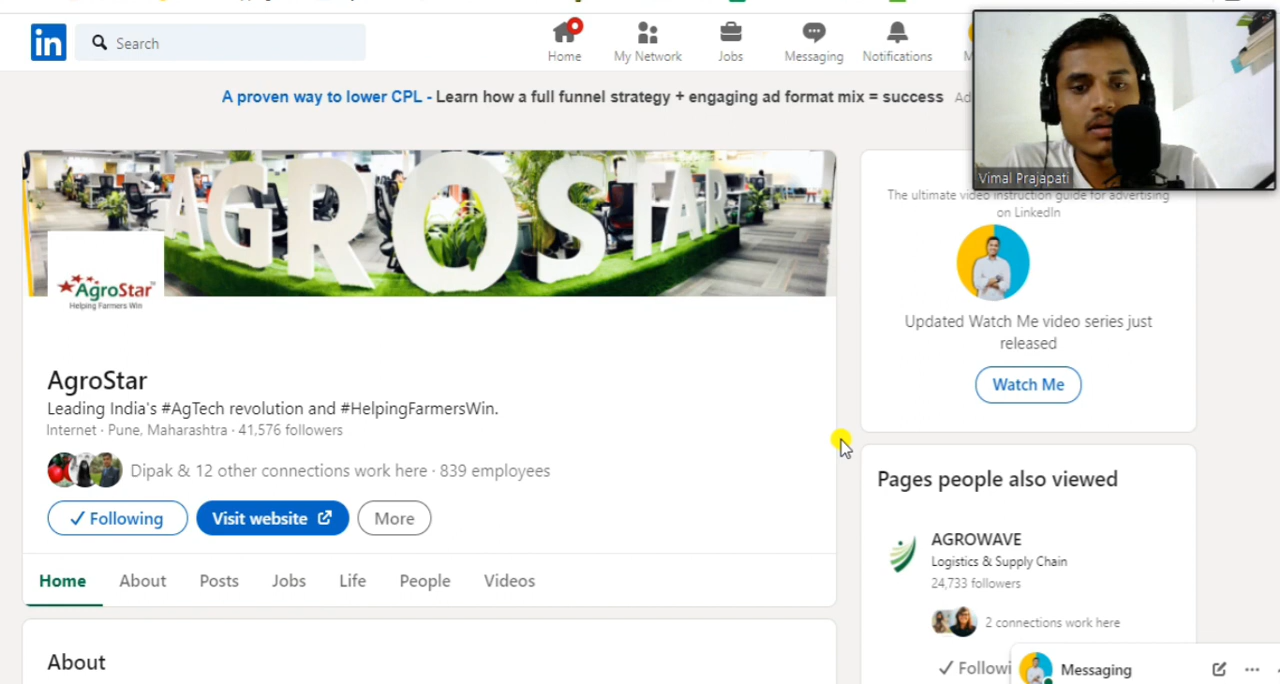 in
Search
Home
My Network
Jobs
Messaging
Notifications
A proven way to lower CPL - Learn how a full funnel strategy + engaging ad format mix = success
Ad
Vimal Prajapati
AGROSTAR
AgroStar
Helping Farmers Win
The ultimate video instruction guide for advertising
on LinkedIn
Updated Watch Me video series just
released
Watch Me
AgroStar
Leading India's #AgTech revolution and #HelpingFarmersWin.
Internet · Pune, Maharashtra · 41,576 followers
Dipak & 12 other connections work here · 839 employees
Following
Visit website
More
Home
About
Posts
Jobs
Life
People
Videos
About
Pages people also viewed
AGROWAVE
Logistics & Supply Chain
24,733 followers
2 connections work here
Followi
Messaging